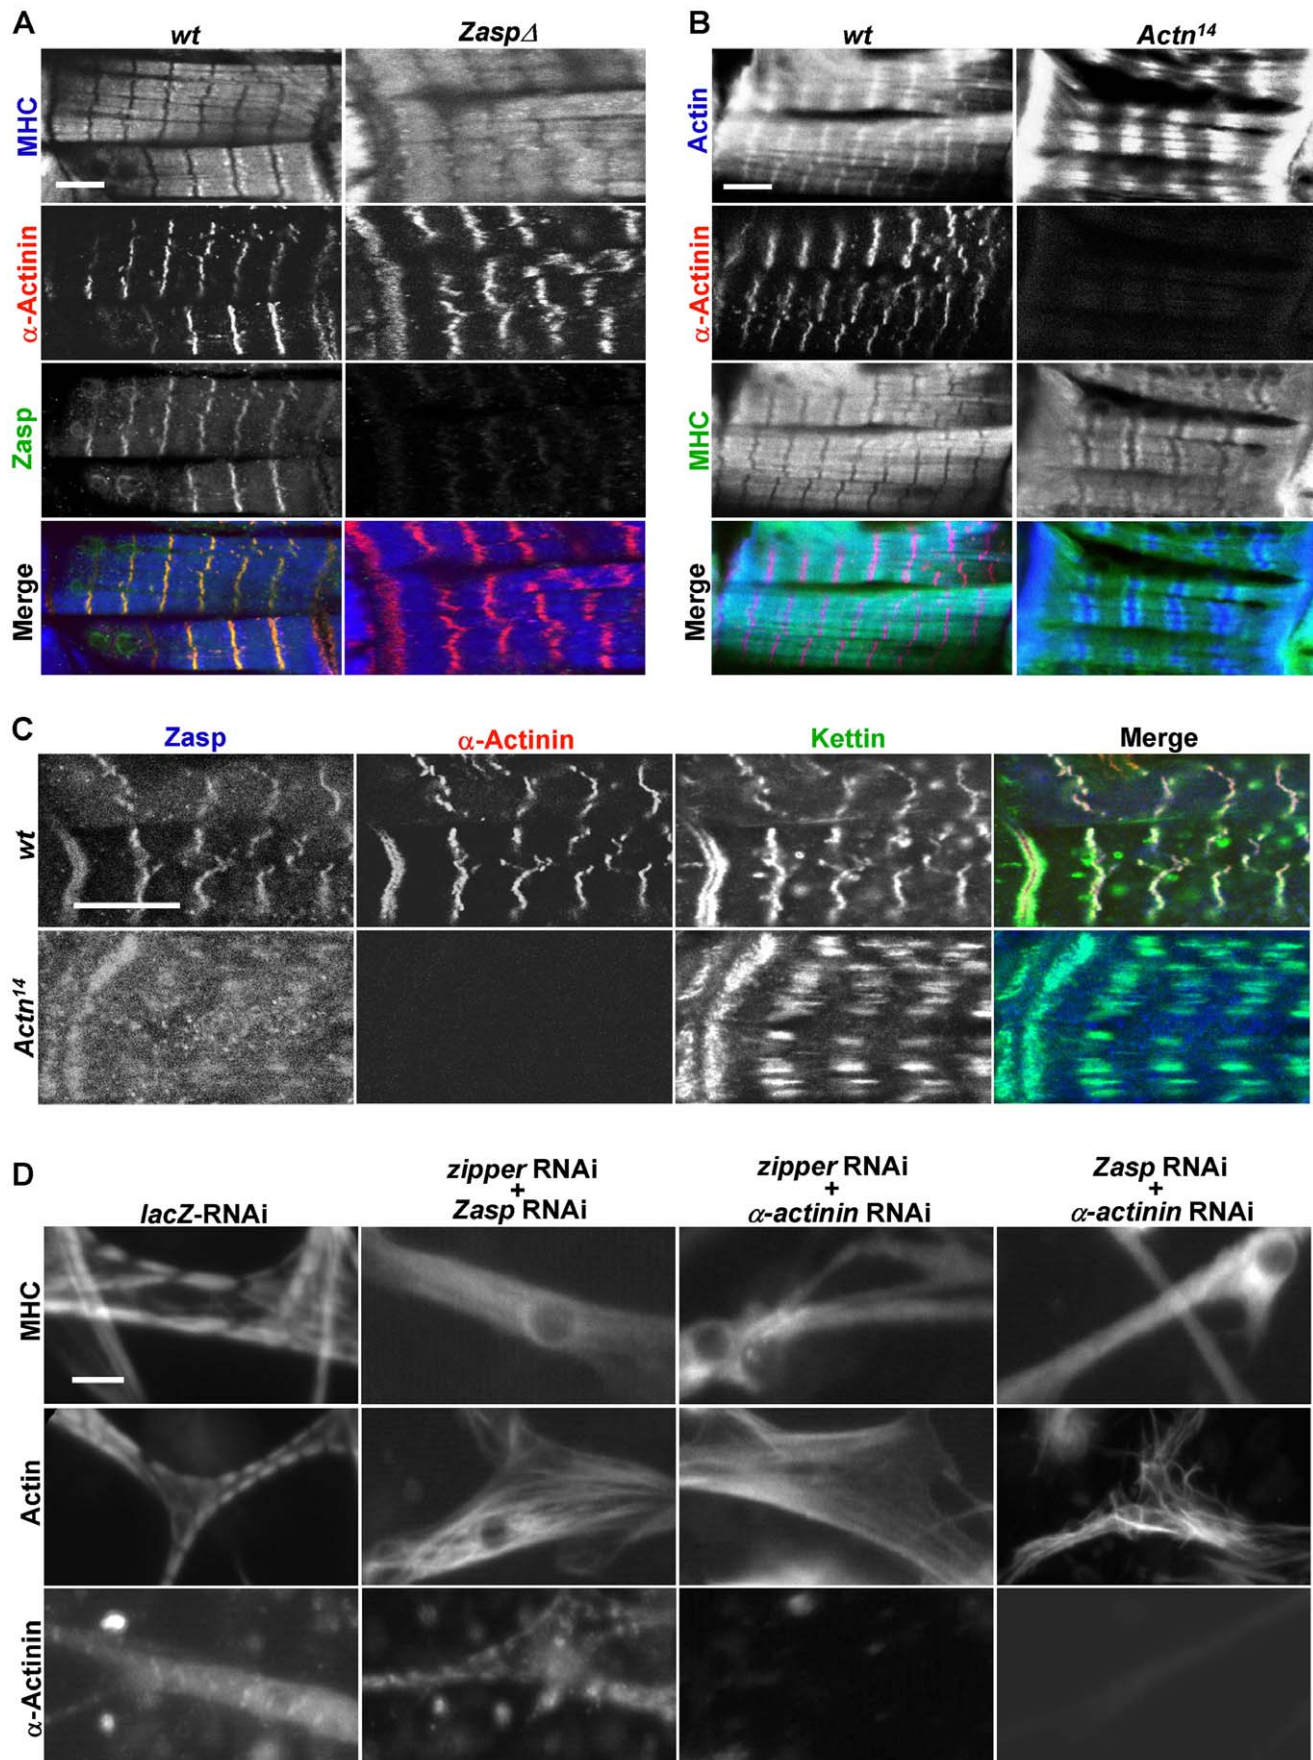 A
wt
ZaspΔ
MHC
α-Actinin
Zasp
Merge
B
wt
Actn¹⁴
Actin
α-Actinin
MHC
Merge
C
Zasp
α-Actinin
Kettin
Merge
wt
Actn¹⁴
D
lacZ-RNAi
zipper RNAi
+
Zasp RNAi
zipper RNAi
+
α-actinin RNAi
Zasp RNAi
+
α-actinin RNAi
MHC
Actin
α-Actinin